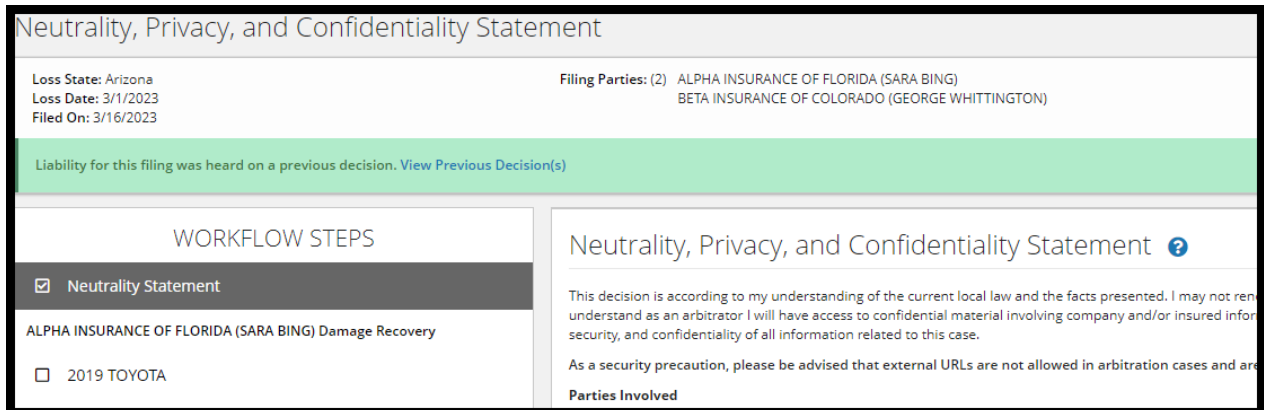 Neutrality, Privacy, and Confidentiality Statement
Loss State: Arizona
Loss Date: 3/1/2023
Filed On: 3/16/2023
Filing Parties: (2) ALPHA INSURANCE OF FLORIDA (SARA BING)
BETA INSURANCE OF COLORADO (GEORGE WHITTINGTON)
Liability for this filing was heard on a previous decision. View Previous Decision(s)
WORKFLOW STEPS
Neutrality Statement
ALPHA INSURANCE OF FLORIDA (SARA BING) Damage Recovery
2019 TOYOTA
Neutrality, Privacy, and Confidentiality Statement
This decision is according to my understanding of the current local law and the facts presented. I may not
understand as an arbitrator I will have access to confidential material involving company and/or insured
security, and confidentiality of all information related to this case.
As a security precaution, please be advised that external URLs are not allowed in arbitration cases and
Parties Involved